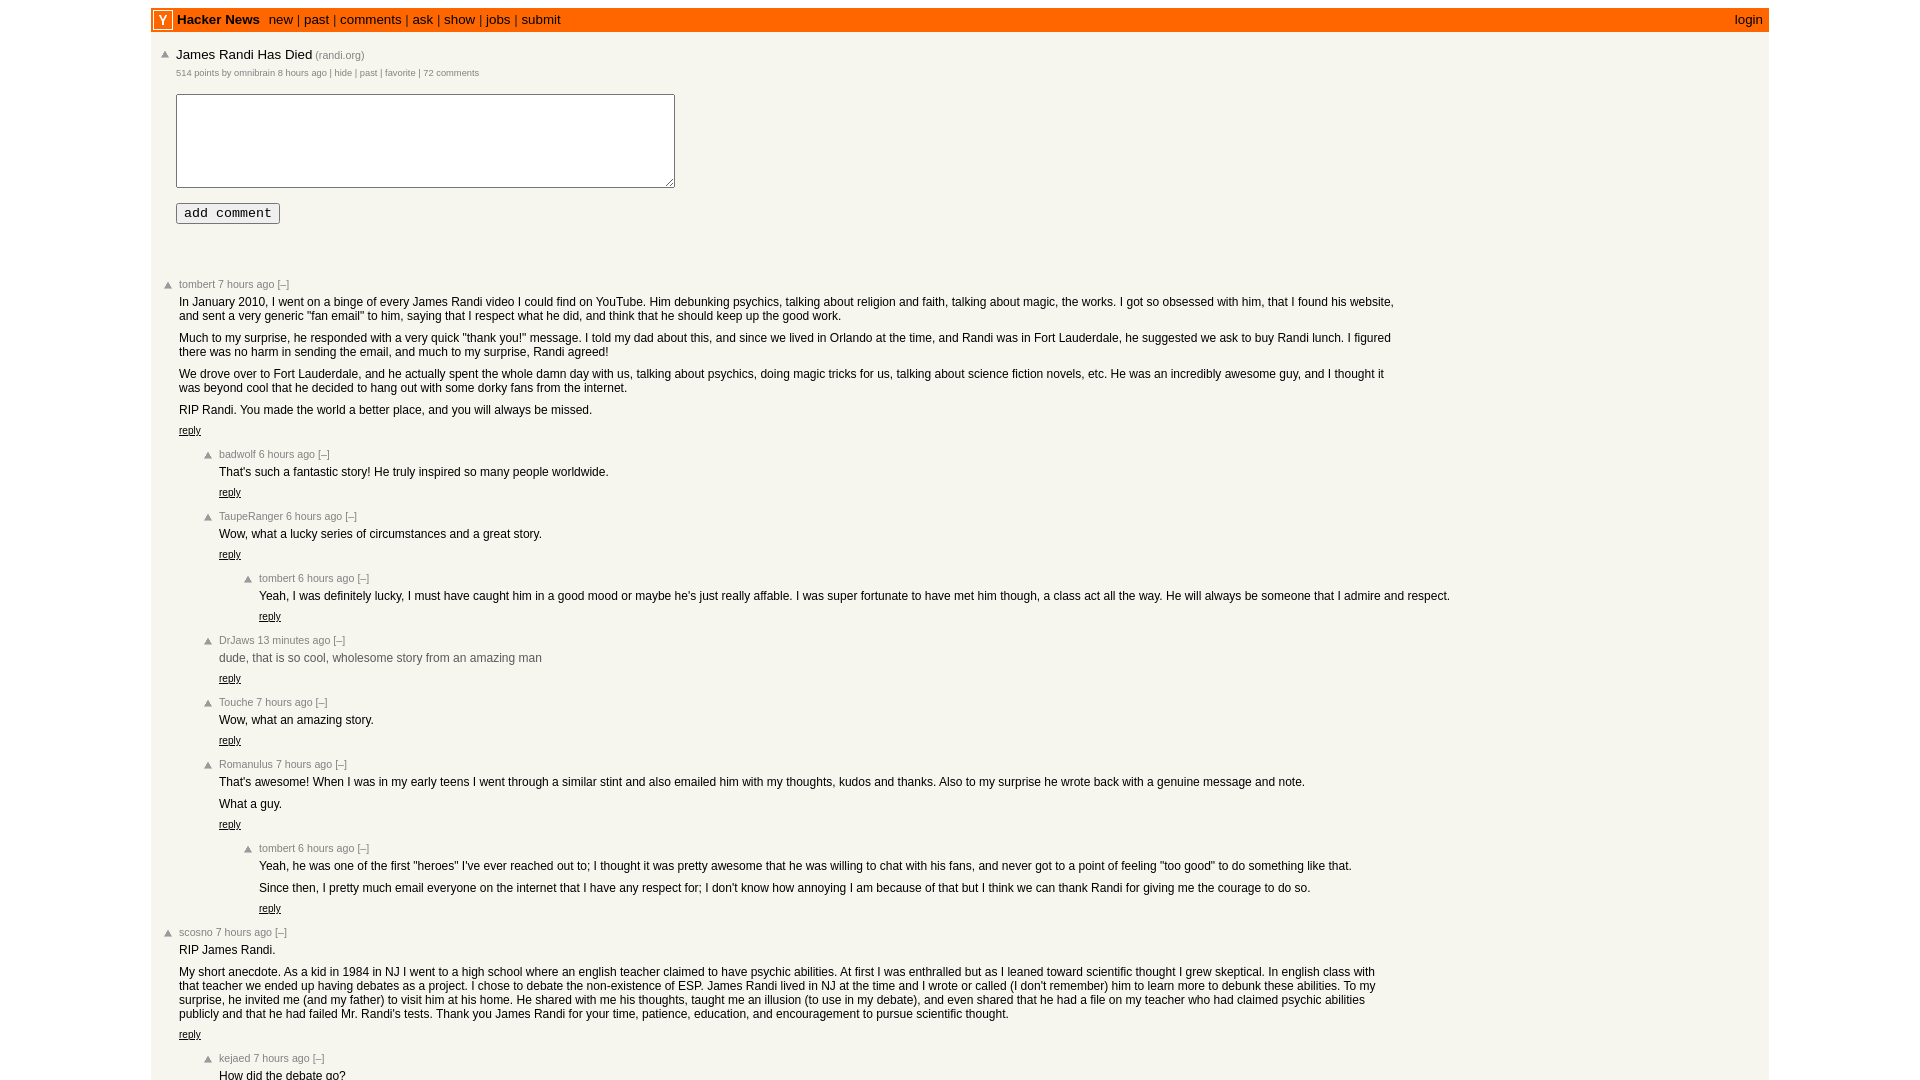 Y Hacker News new | past | comments | ask | show | jobs | submit login
James Randi Has Died (randi.org)
514 points by omnibrain 8 hours ago | hide | past | favorite | 72 comments
add comment
tombert 7 hours ago [–]
In January 2010, I went on a binge of every James Randi video I could find on YouTube. Him debunking psychics, talking about religion and faith, talking about magic, the works. I got so obsessed with him, that I found his website,
and sent a very generic "fan email" to him, saying that I respect what he did, and think that he should keep up the good work.
Much to my surprise, he responded with a very quick "thank you!" message. I told my dad about this, and since we lived in Orlando at the time, and Randi was in Fort Lauderdale, he suggested we ask to buy Randi lunch. I figured
there was no harm in sending the email, and much to my surprise, Randi agreed!
We drove over to Fort Lauderdale, and he actually spent the whole damn day with us, talking about psychics, doing magic tricks for us, talking about science fiction novels, etc. He was an incredibly awesome guy, and I thought it
was beyond cool that he decided to hang out with some dorky fans from the internet.
RIP Randi. You made the world a better place, and you will always be missed.
reply
badwolf 6 hours ago [–]
That's such a fantastic story! He truly inspired so many people worldwide.
reply
TaupeRanger 6 hours ago [–]
Wow, what a lucky series of circumstances and a great story.
reply
tombert 6 hours ago [–]
Yeah, I was definitely lucky, I must have caught him in a good mood or maybe he's just really affable. I was super fortunate to have met him though, a class act all the way. He will always be someone that I admire and respect.
reply
DrJaws 13 minutes ago [–]
dude, that is so cool, wholesome story from an amazing man
reply
Touche 7 hours ago [–]
Wow, what an amazing story.
reply
Romanulus 7 hours ago [–]
That's awesome! When I was in my early teens I went through a similar stint and also emailed him with my thoughts, kudos and thanks. Also to my surprise he wrote back with a genuine message and note.
What a guy.
reply
tombert 6 hours ago [–]
Yeah, he was one of the first "heroes" I've ever reached out to; I thought it was pretty awesome that he was willing to chat with his fans, and never got to a point of feeling "too good" to do something like that.
Since then, I pretty much email everyone on the internet that I have any respect for; I don't know how annoying I am because of that but I think we can thank Randi for giving me the courage to do so.
reply
scosno 7 hours ago [–]
RIP James Randi.
My short anecdote. As a kid in 1984 in NJ I went to a high school where an english teacher claimed to have psychic abilities. At first I was enthralled but as I leaned toward scientific thought I grew skeptical. In english class with
that teacher we ended up having debates as a project. I chose to debate the non-existence of ESP. James Randi lived in NJ at the time and I wrote or called (I don't remember) him to learn more to debunk these abilities. To my
surprise, he invited me (and my father) to visit him at his home. He shared with me his thoughts, taught me an illusion (to use in my debate), and even shared that he had a file on my teacher who had claimed psychic abilities
publicly and that he had failed Mr. Randi's tests. Thank you James Randi for your time, patience, education, and encouragement to pursue scientific thought.
reply
kejaed 7 hours ago [–]
How did the debate go?